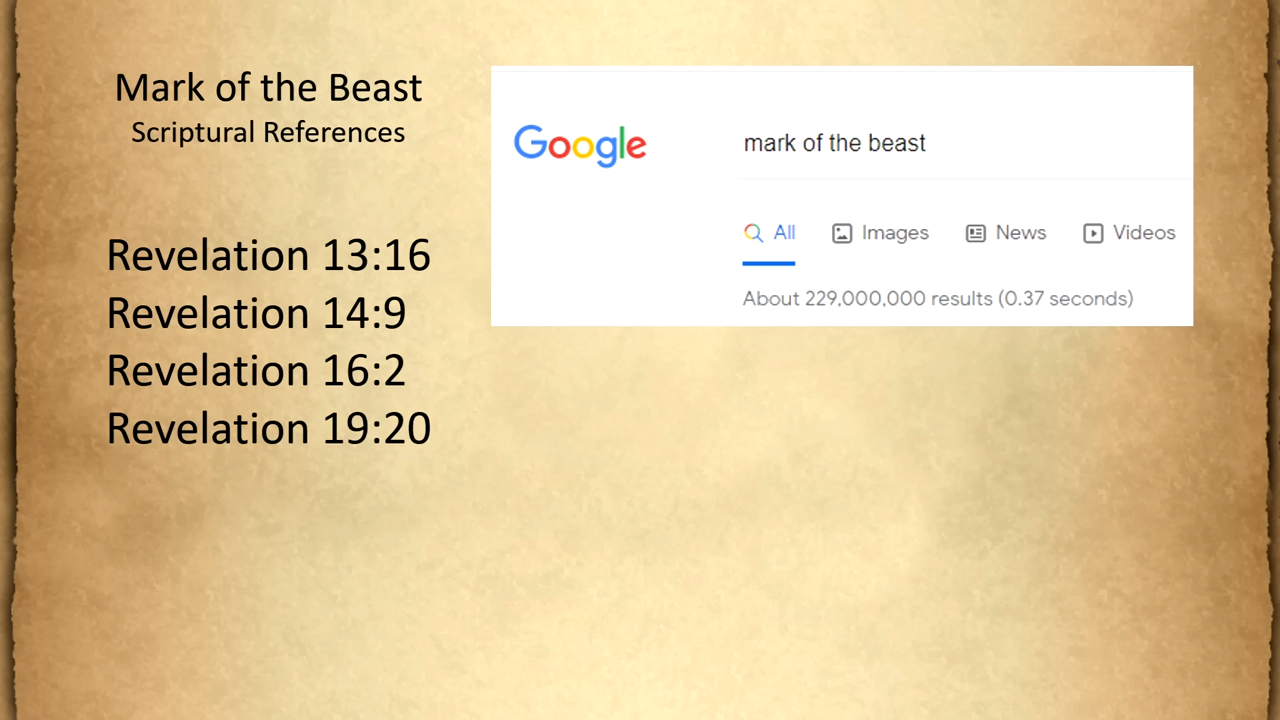 Mark of the Beast
Scriptural References
Revelation 13:16
Revelation 14:9
Revelation 16:2
Revelation 19:20
Google
mark of the beast
All Images News Videos
About 229,000,000 results (0.37 seconds)